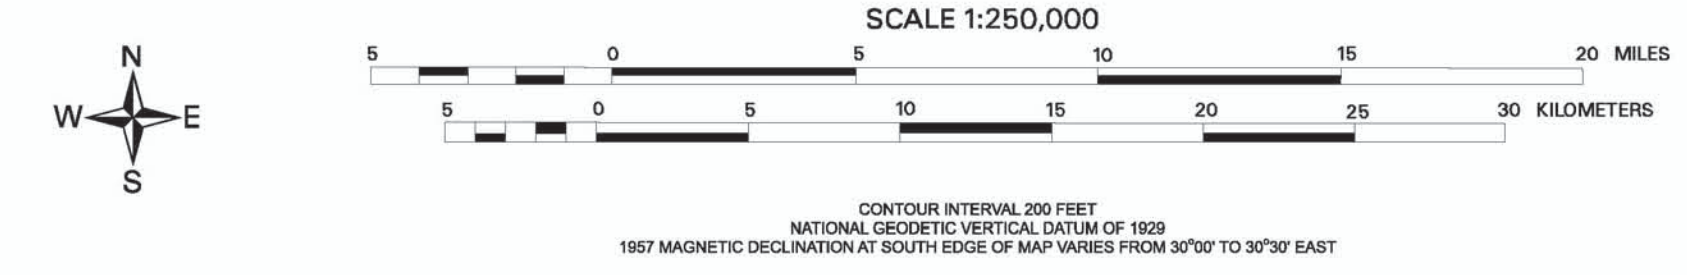 SCALE 1:250,000
5 0 5 10 15 20 MILES
5 0 5 10 15 20 25 30 KILOMETERS
N
W E
S
CONTOUR INTERVAL 200 FEET
NATIONAL GEODETIC VERTICAL DATUM OF 1929
1957 MAGNETIC DECLINATION AT SOUTH EDGE OF MAP VARIES FROM 30°00' TO 30°30' EAST